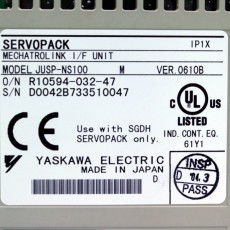 SERVOPACK IP1X
MECHATROLINK I/F UNIT
MODEL JUSP-NS100 M VER.0610B
O/N R10594-032-47
S/N D0042B733510047
CE
Use with SGDH
SERVOPACK only.
C UL US
LISTED
IND. CONT. EQ.
61Y1
YASKAWA ELECTRIC
MADE IN JAPAN
D
INSP
PASS